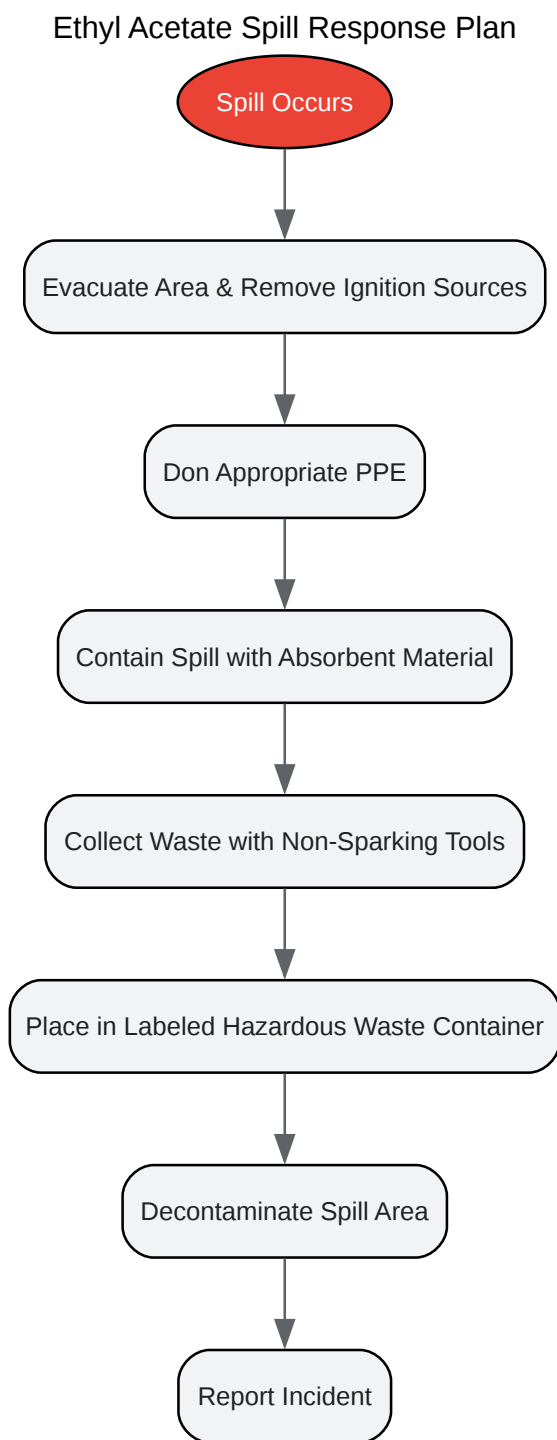 Ethyl Acetate Spill Response Plan
Spill Occurs
Evacuate Area & Remove Ignition Sources
Don Appropriate PPE
Contain Spill with Absorbent Material
Collect Waste with Non-Sparking Tools
Place in Labeled Hazardous Waste Container
Decontaminate Spill Area
Report Incident